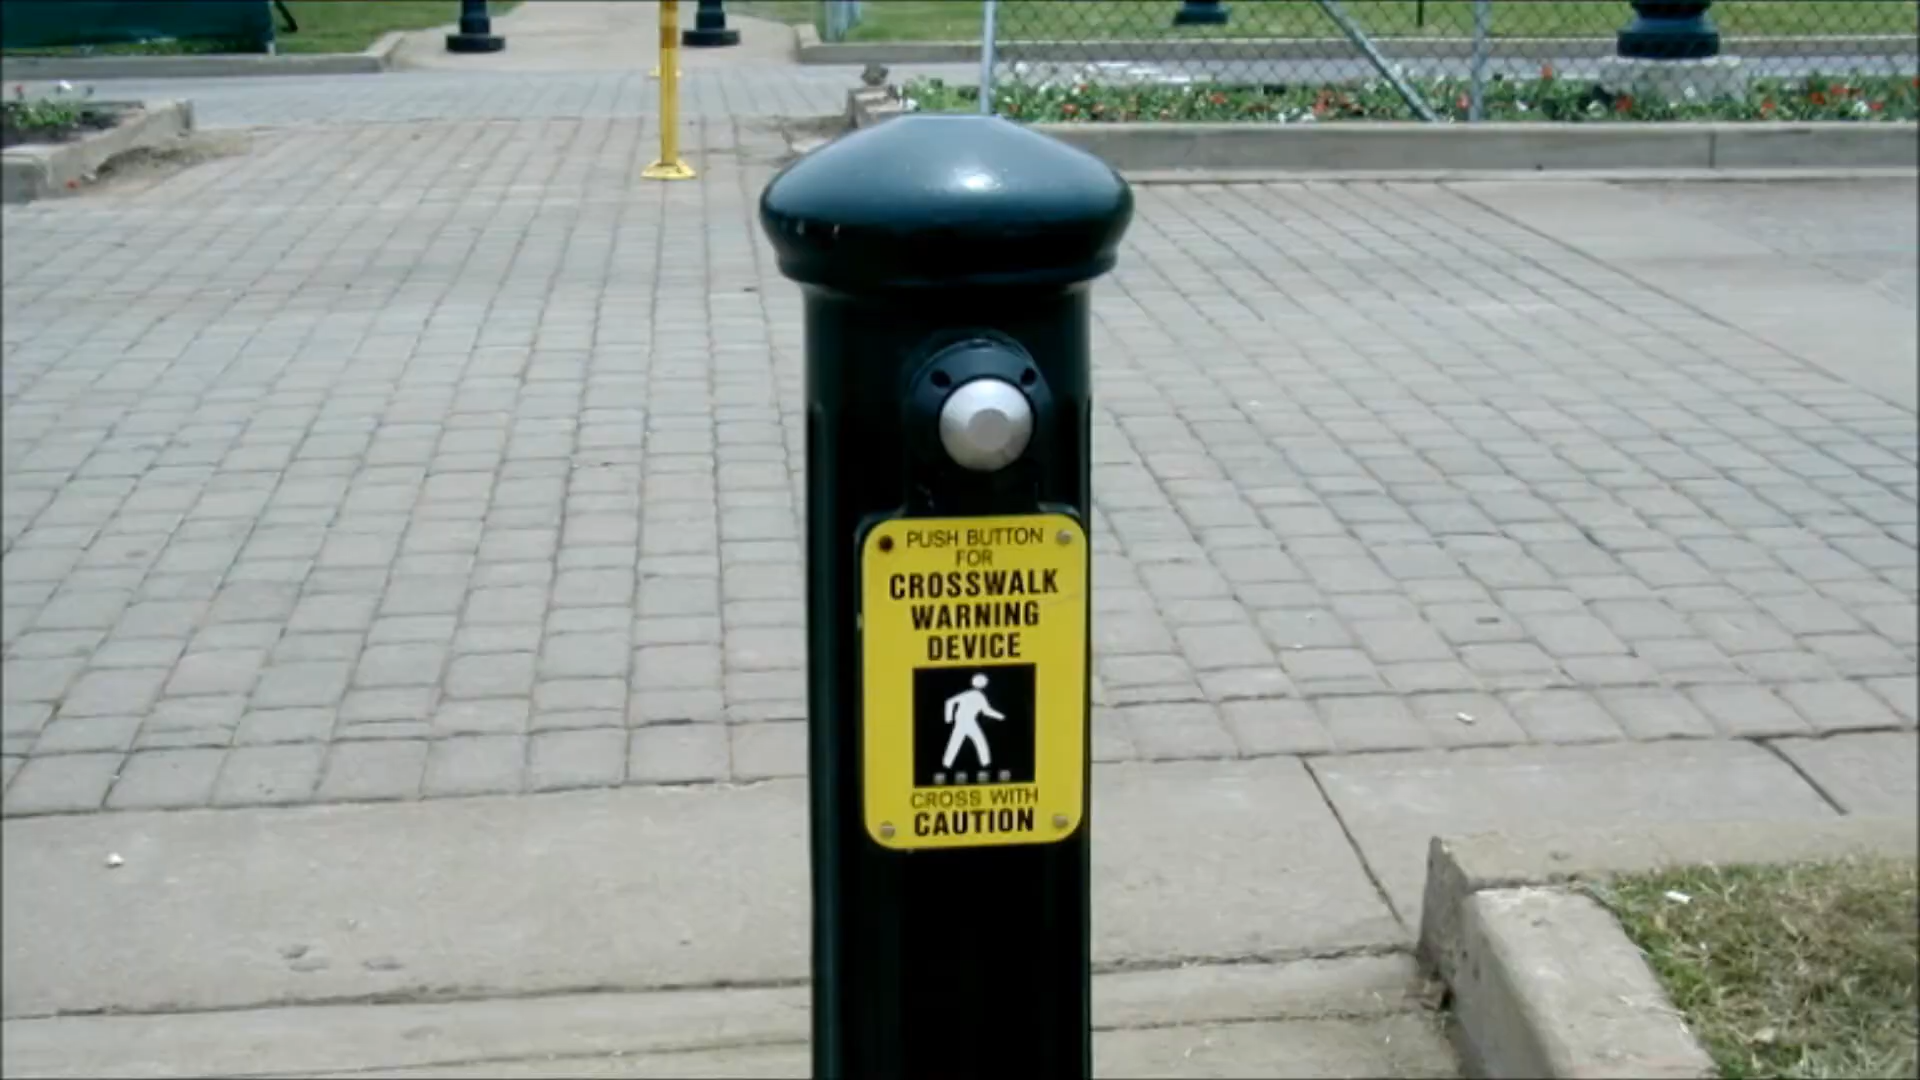 PUSH BUTTON
FOR
CROSSWALK
WARNING
DEVICE
CROSS WITH
CAUTION